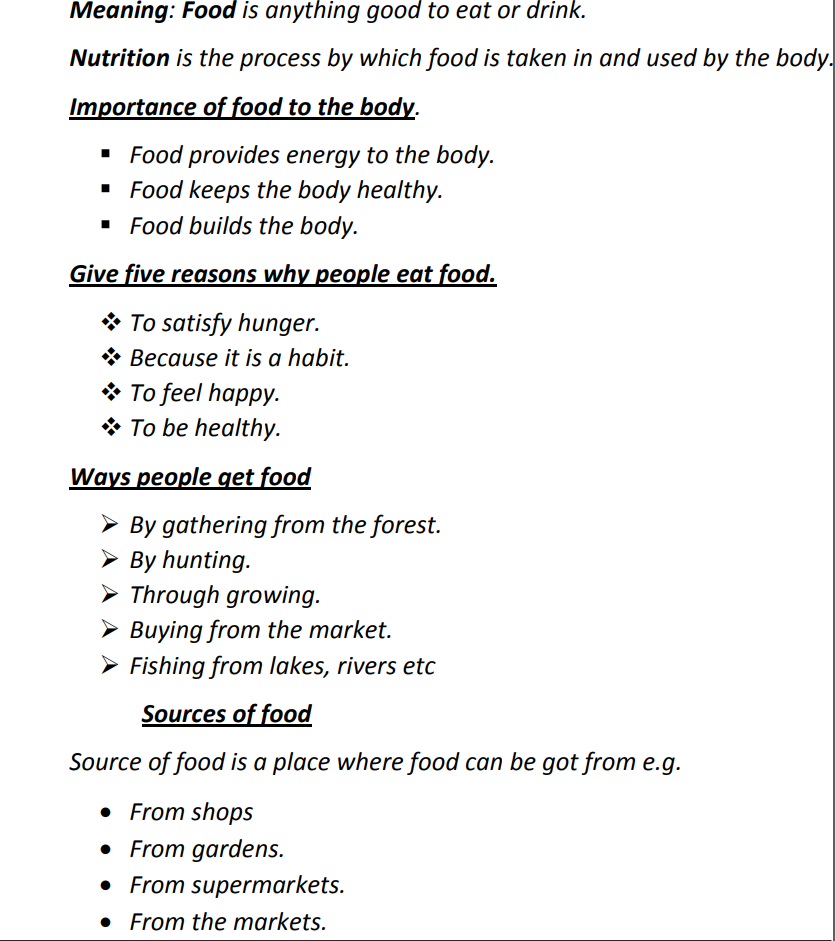 Meaning: Food is anything good to eat or drink.
Nutrition is the process by which food is taken in and used by the body.
Importance of food to the body.
▪ Food provides energy to the body.
▪ Food keeps the body healthy.
▪ Food builds the body.
Give five reasons why people eat food.
❖ To satisfy hunger.
❖ Because it is a habit.
❖ To feel happy.
❖ To be healthy.
Ways people get food
➢ By gathering from the forest.
➢ By hunting.
➢ Through growing.
➢ Buying from the market.
➢ Fishing from lakes, rivers etc
Sources of food
Source of food is a place where food can be got from e.g.
• From shops
• From gardens.
• From supermarkets.
• From the markets.